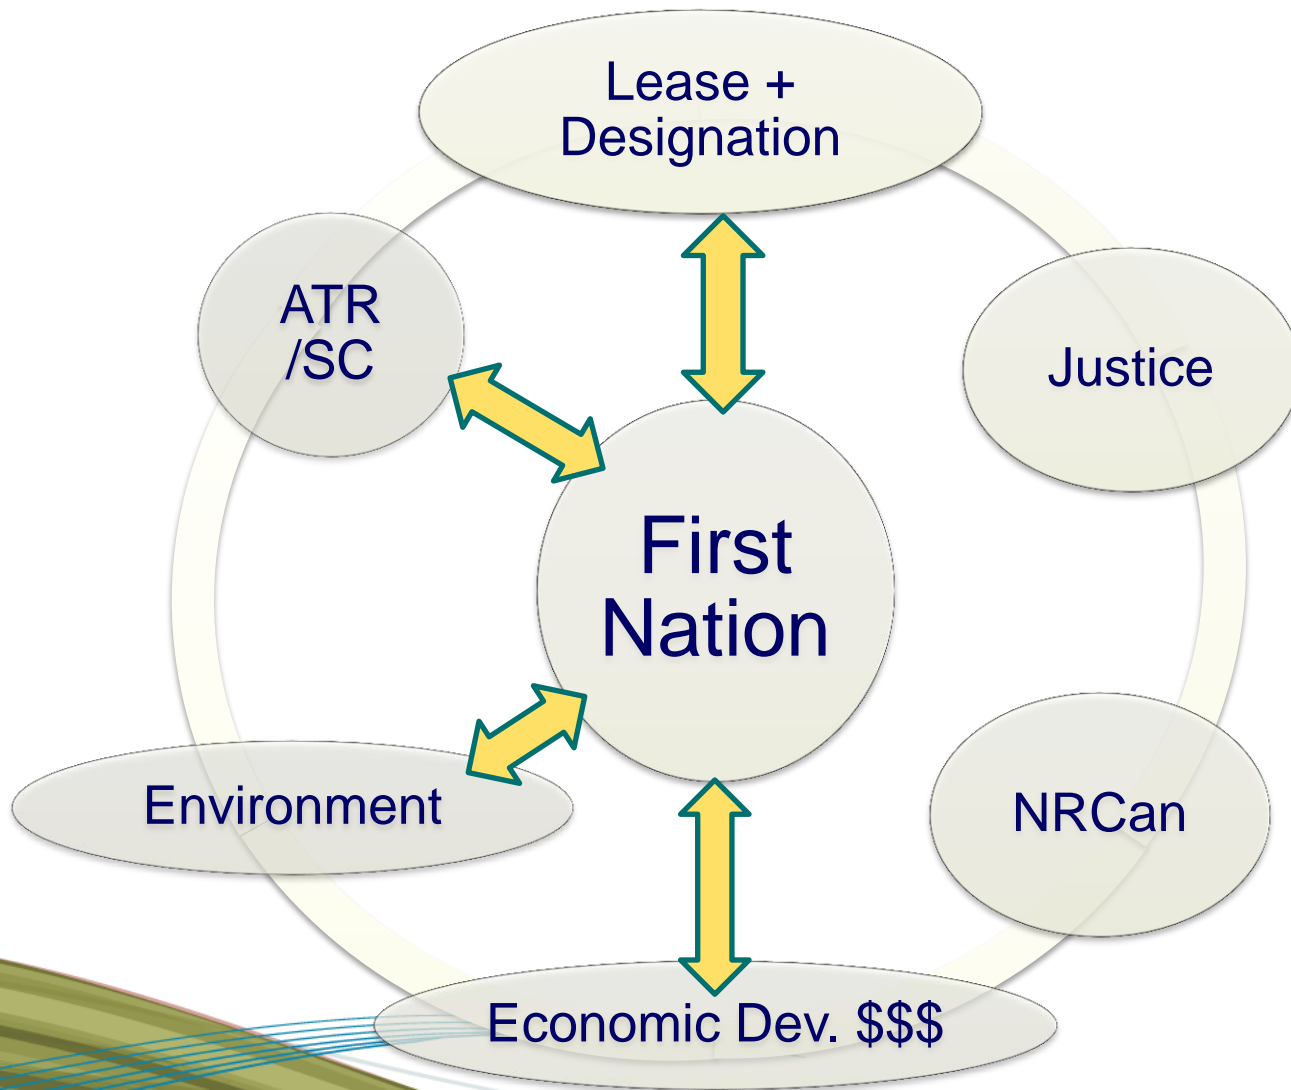 Lease +
Designation
ATR
/SC
Justice
First
Nation
Environment
NRCan
Economic Dev. $$$